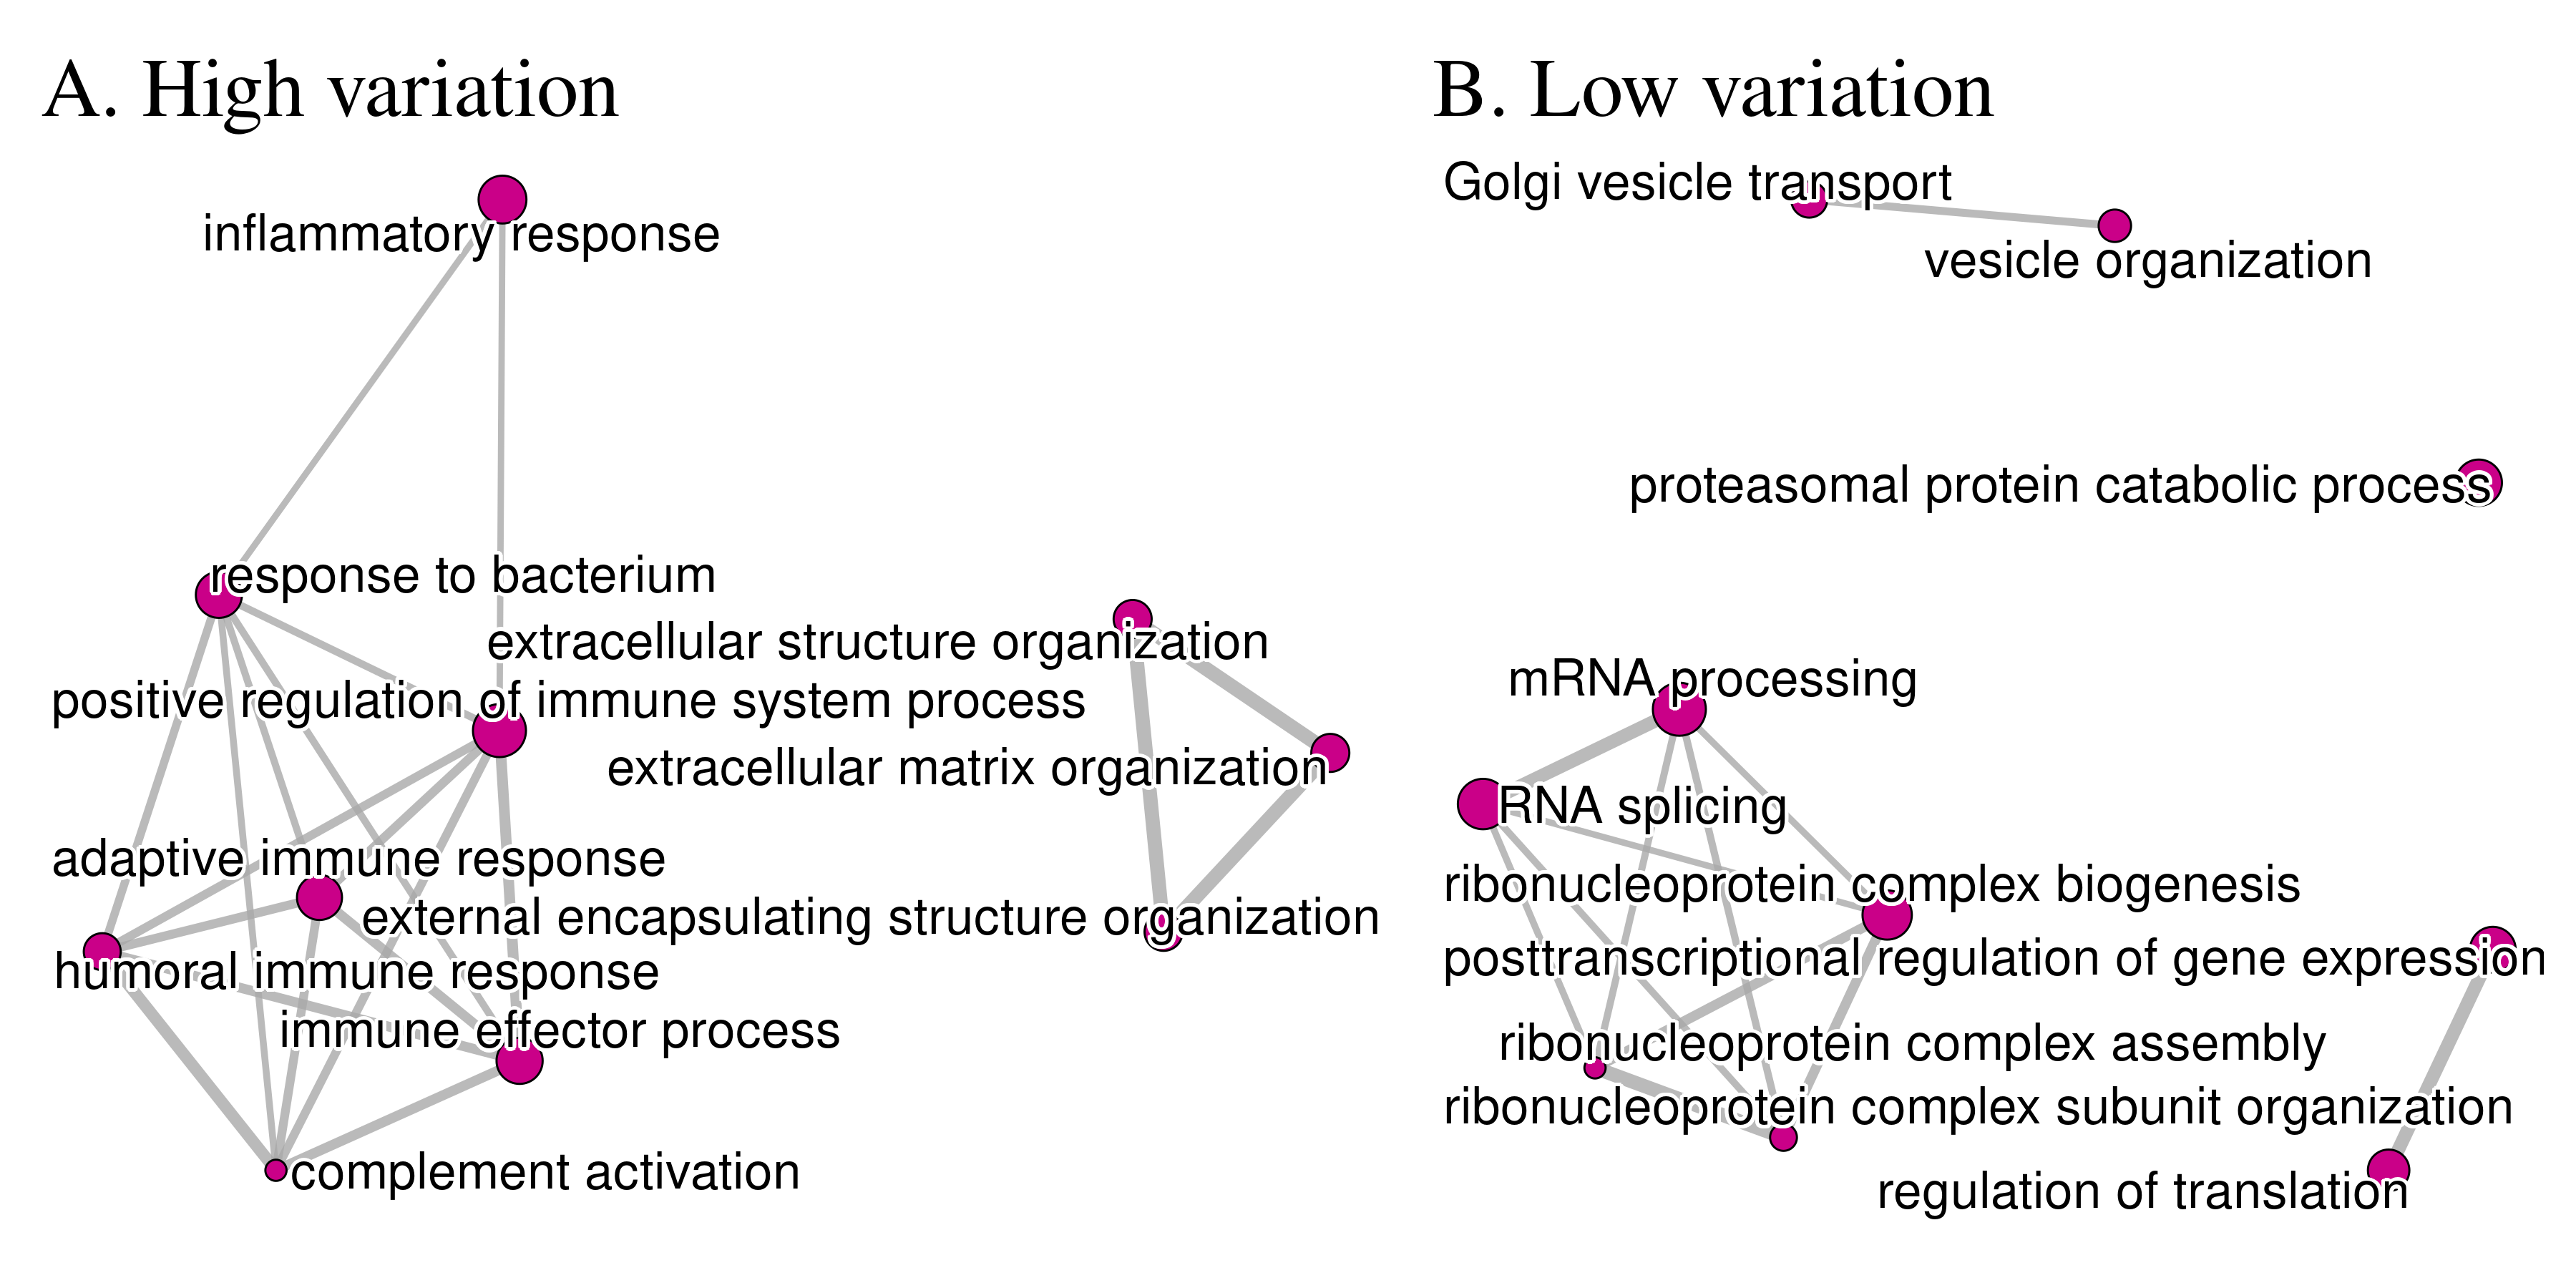 A. High variation
inflammatory response
response to bacterium
extracellular structure organization
positive regulation of immune system process
extracellular matrix organization
adaptive immune response
external encapsulating structure organization
humoral immune response
immune effector process
complement activation
B. Low variation
Golgi vesicle transport
vesicle organization
proteasomal protein catabolic process
mRNA processing
RNA splicing
ribonucleoprotein complex biogenesis
posttranscriptional regulation of gene expression
ribonucleoprotein complex assembly
ribonucleoprotein complex subunit organization
regulation of translation